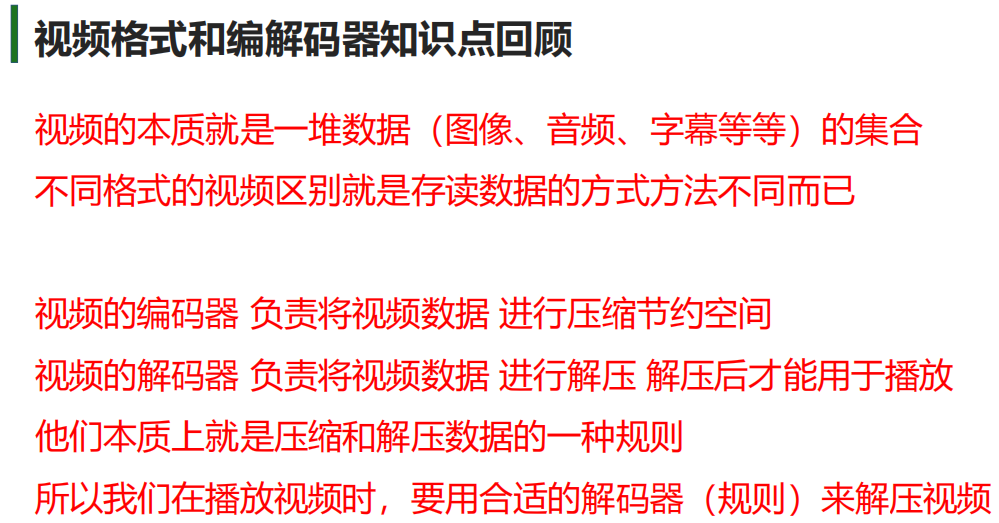 视频格式和编解码器知识点回顾
视频的本质就是一堆数据（图像、音频、字幕等等）的集合
不同格式的视频区别就是存读数据的方式方法不同而已
视频的编码器 负责将视频数据 进行压缩节约空间
视频的解码器 负责将视频数据 进行解压 解压后才能用于播放
他们本质上就是压缩和解压数据的一种规则
所以我们在播放视频时，要用合适的解码器（规则）来解压视频